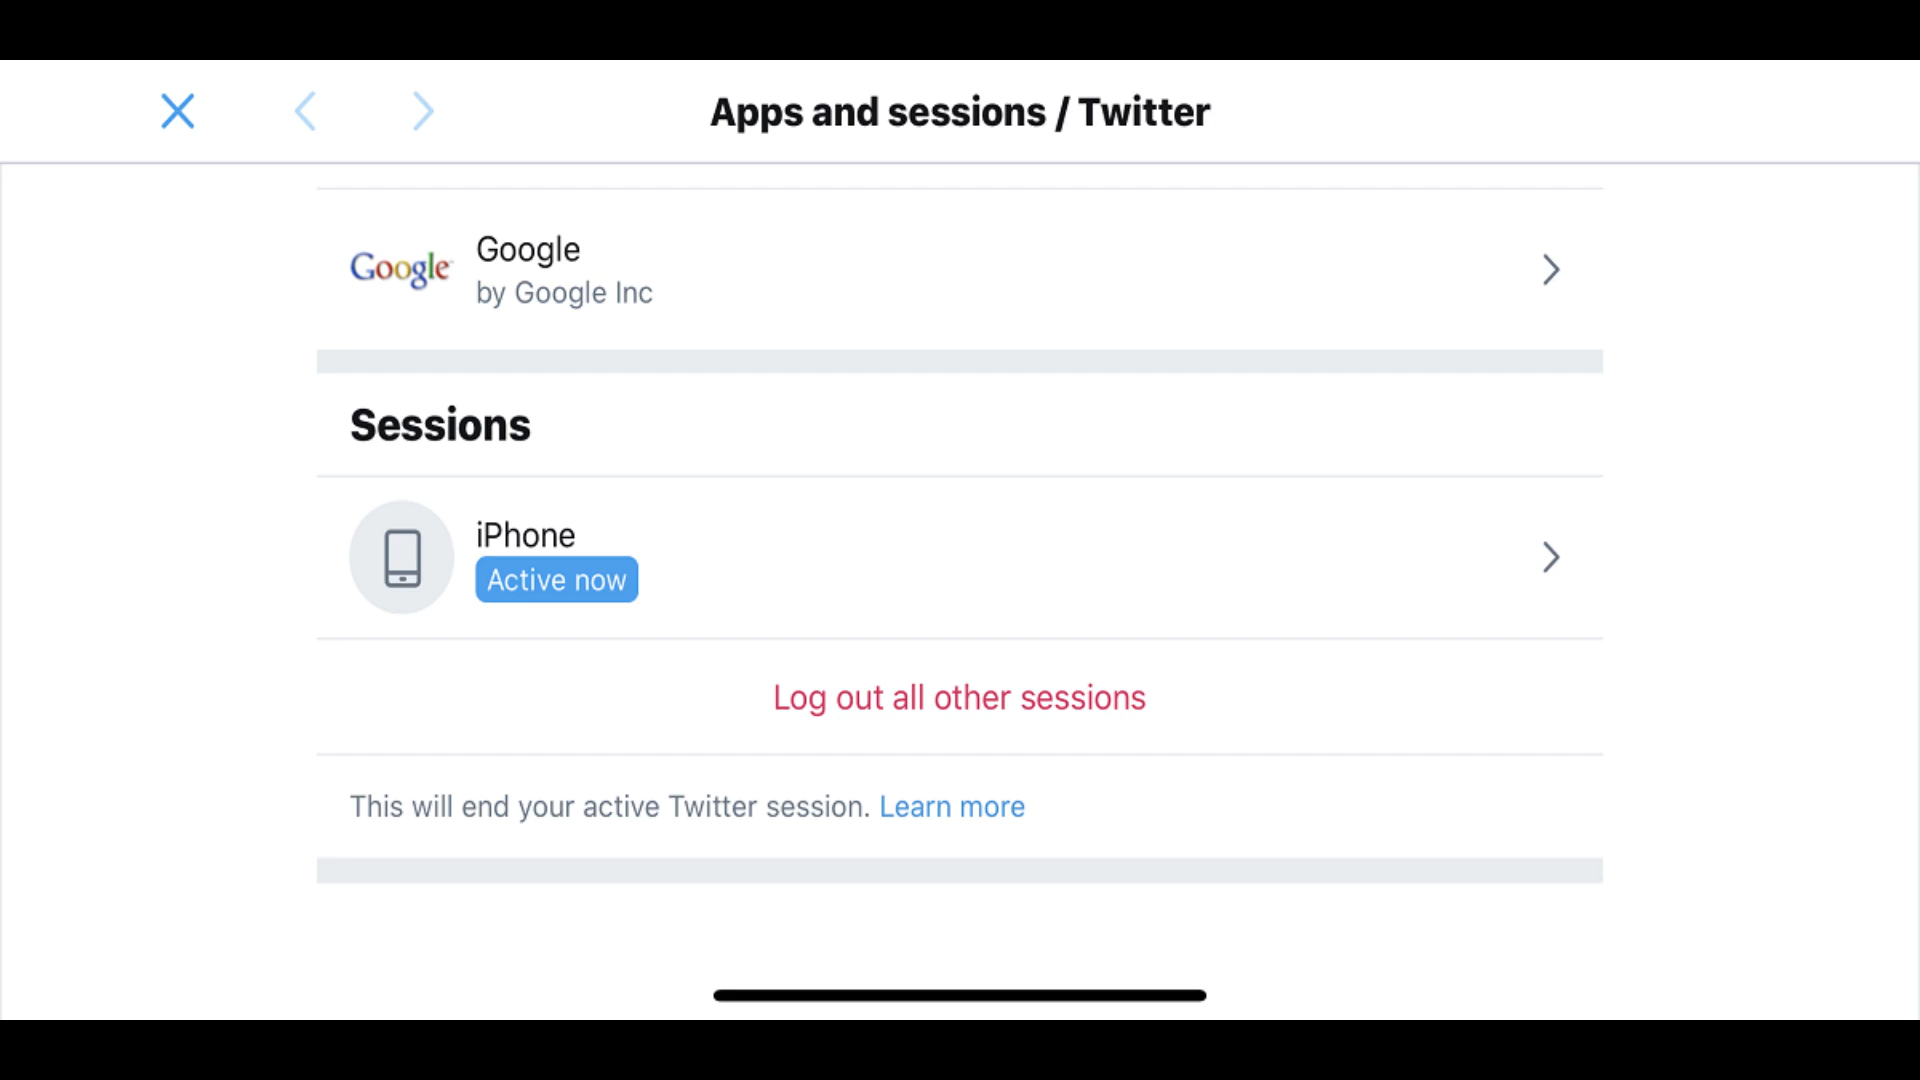 Apps and sessions / Twitter
Google
Google
by Google Inc
Sessions
iPhone
Active now
Log out all other sessions
This will end your active Twitter session. Learn more